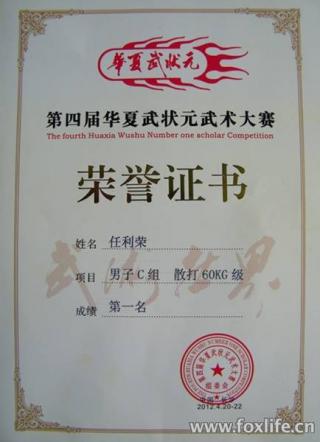 华夏武状元
第四届华夏武状元武术大赛
The fourth Huaxia Wushu Number one scholar Competition
荣誉证书
姓名 任利荣
项目 男子C组 散打60KG级
成绩 第一名
2012.4.20-22
www.foxlife.cn